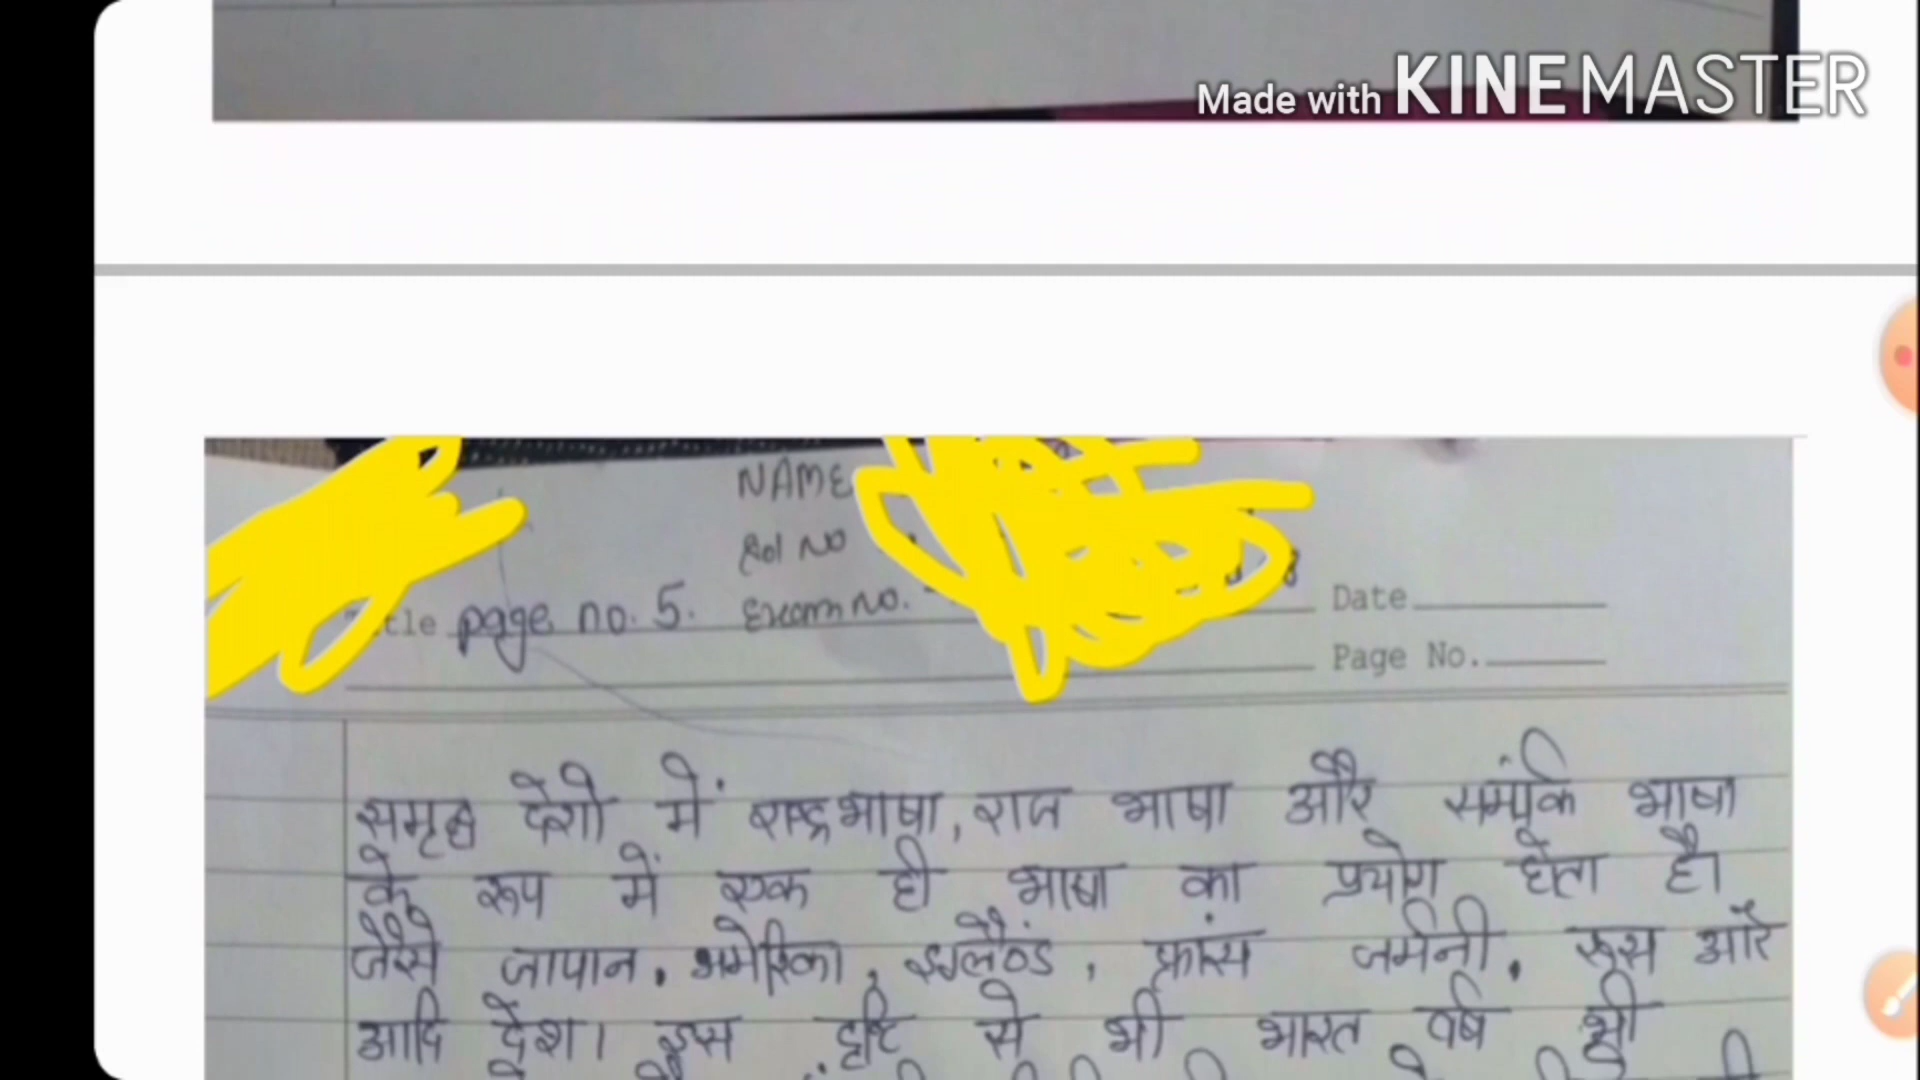 Made with KINEMASTER
NAME
Rol No
Exam No.
Title page no. 5.
Date
Page No.
समृद्ध देशो में राष्ट्रभाषा, राज भाषा और सम्पंर्क भाषा
के रूप में एक ही भाषा का प्रयोग होता है।
जैसे जापान, अमेरिका, इंग्लैण्ड, फ्रांस जर्मनी, रूस और
आदि देश। इस दृष्टि से भी भारत वर्ष भी